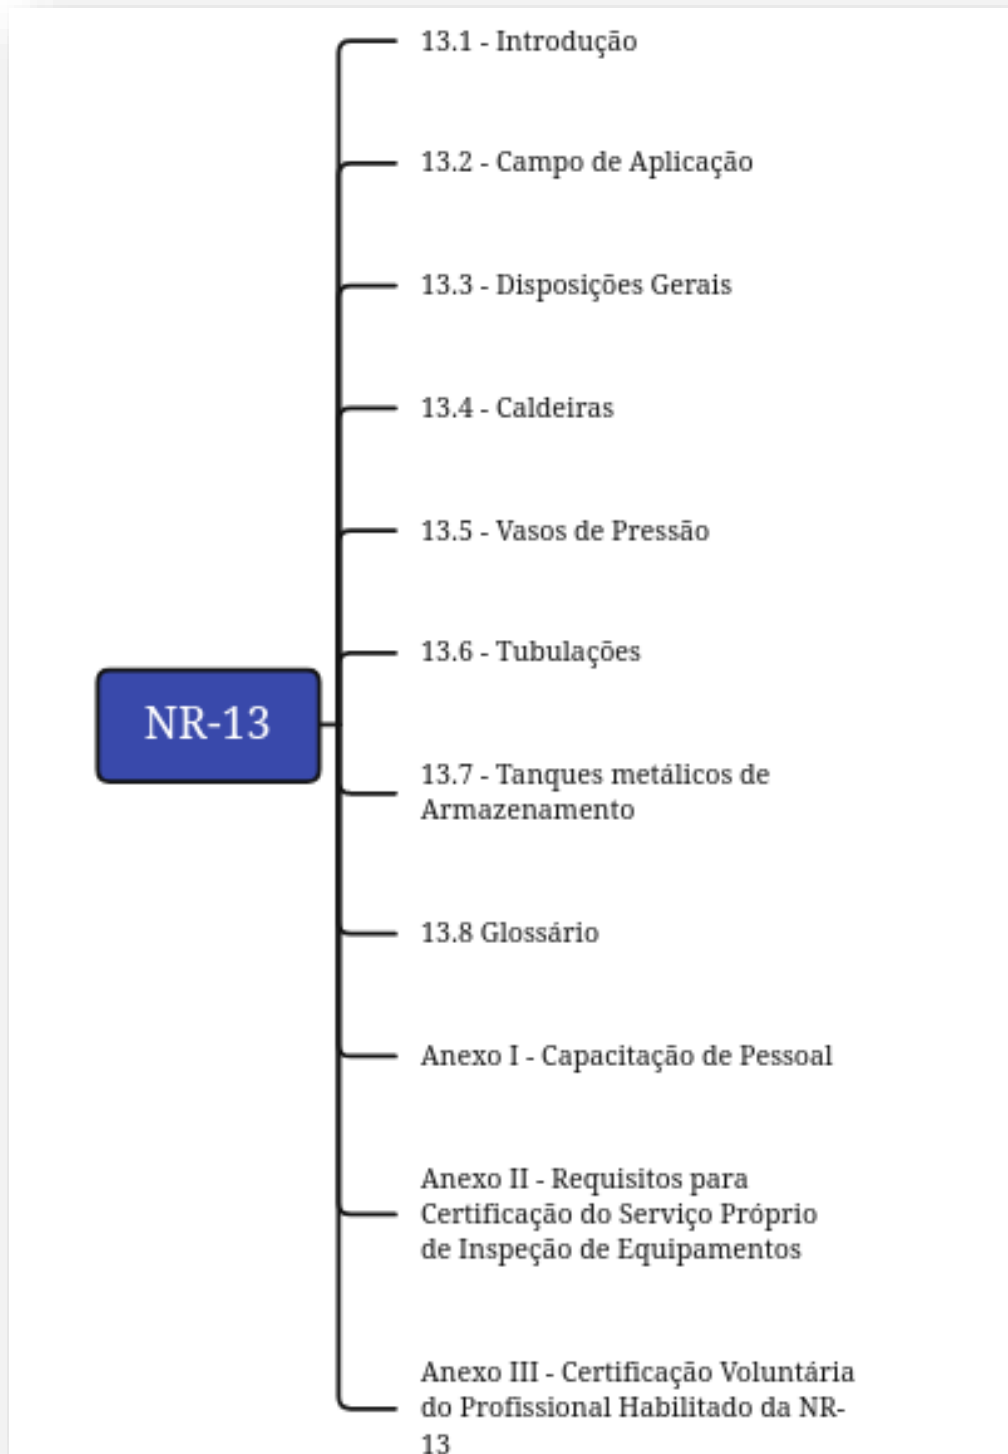 13.1 - Introdução
13.2 - Campo de Aplicação
13.3 - Disposições Gerais
13.4 - Caldeiras
13.5 - Vasos de Pressão
13.6 - Tubulações
NR-13
13.7 - Tanques metálicos de
Armazenamento
13.8 Glossário
Anexo I - Capacitação de Pessoal
Anexo II - Requisitos para
Certificação do Serviço Próprio
de Inspeção de Equipamentos
Anexo III - Certificação Voluntária
do Profissional Habilitado da NR-
13